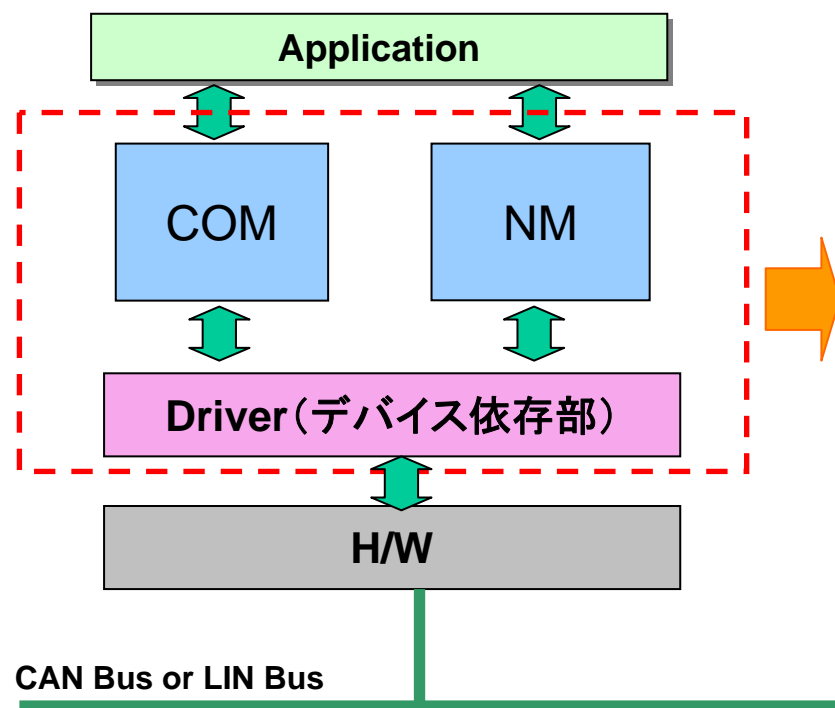 Application
COM
NM
Driver（デバイス依存部）
H/W
CAN Bus or LIN Bus